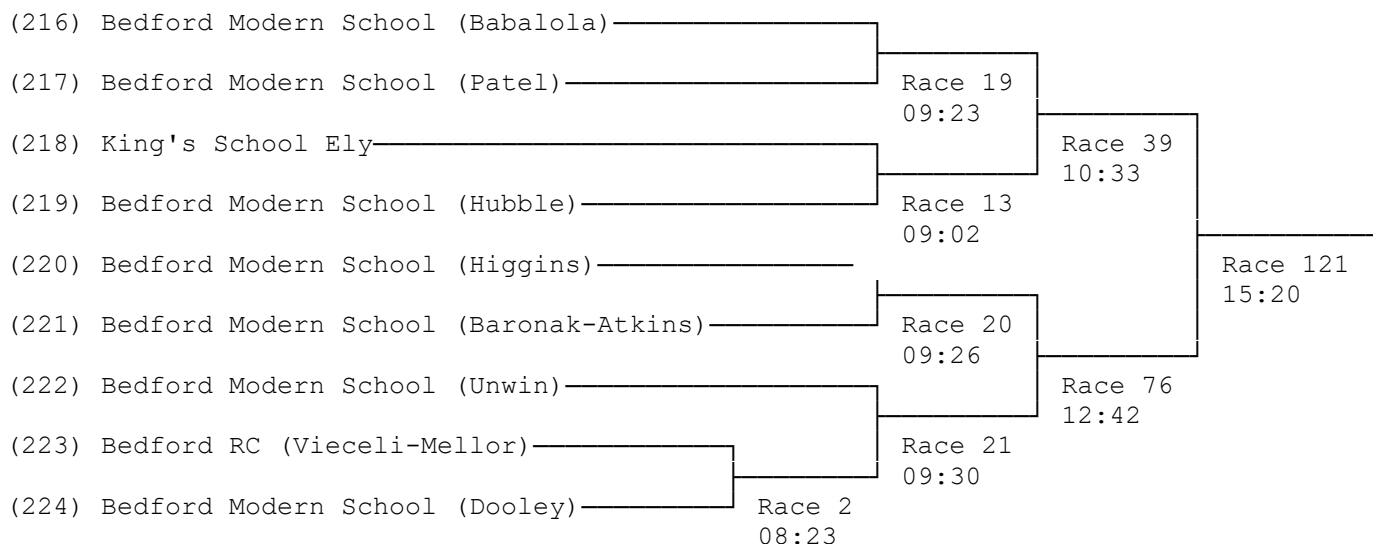 (216) Bedford Modern School (Babalola)
(217) Bedford Modern School (Patel)
Race 19
09:23
(218) King's School Ely
Race 39
10:33
(219) Bedford Modern School (Hubble)
Race 13
09:02
(220) Bedford Modern School (Higgins)
Race 121
15:20
(221) Bedford Modern School (Baronak-Atkins)
Race 20
09:26
(222) Bedford Modern School (Unwin)
Race 76
12:42
(223) Bedford RC (Vieceli-Mellor)
Race 21
09:30
(224) Bedford Modern School (Dooley)
Race 2
08:23